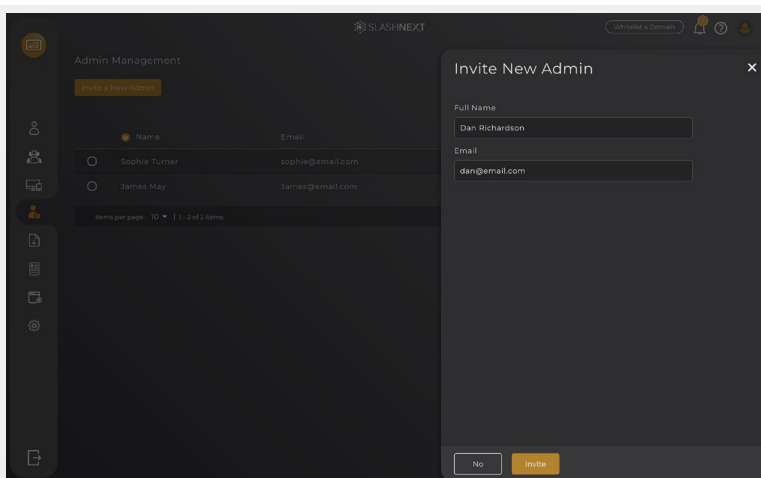 SLASHNEXT
Whitelist a Domain
Admin Management
Invite a New Admin
Name Email
Sophie Turner sophie@email.com
James May James@email.com
Items per page: 10 | 1 - 2 of 2 items
Invite New Admin
Full Name
Dan Richardson
Email
dan@email.com
No Invite